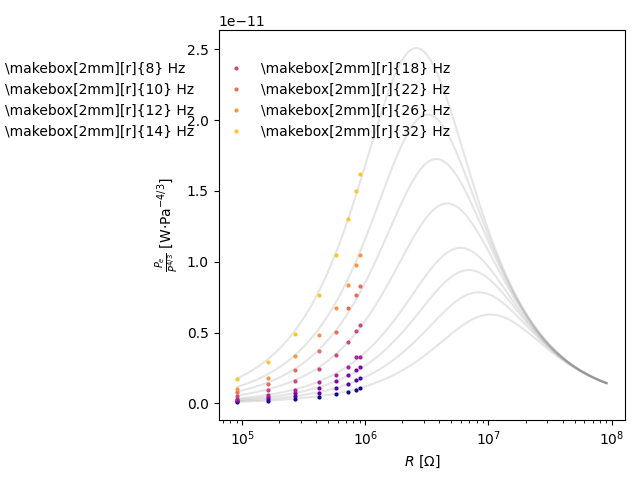 1e−11
\makebox[2mm][r]{8} Hz
\makebox[2mm][r]{10} Hz
\makebox[2mm][r]{12} Hz
\makebox[2mm][r]{14} Hz
\makebox[2mm][r]{18} Hz
\makebox[2mm][r]{22} Hz
\makebox[2mm][r]{26} Hz
\makebox[2mm][r]{32} Hz
2.5
2.0
1.5
1.0
0.5
0.0
P_e/P^{4/3} [W·Pa^{−4/3}]
10^5
10^6
10^7
10^8
R [Ω]